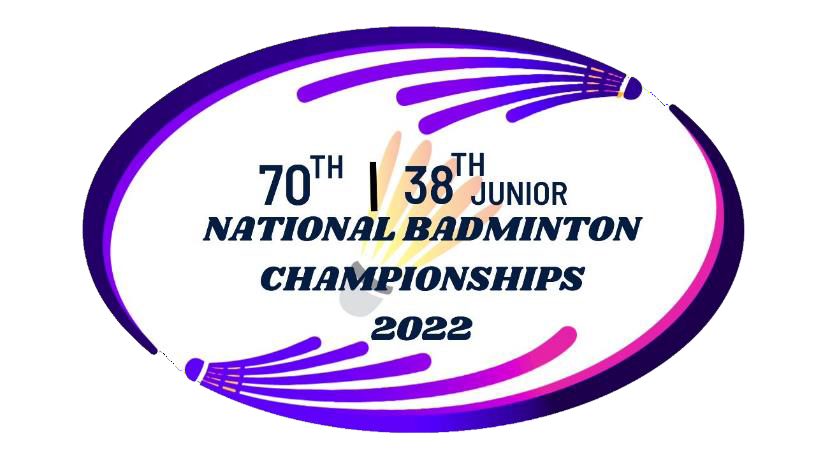 70TH | 38TH JUNIOR
NATIONAL BADMINTON
CHAMPIONSHIPS
2022